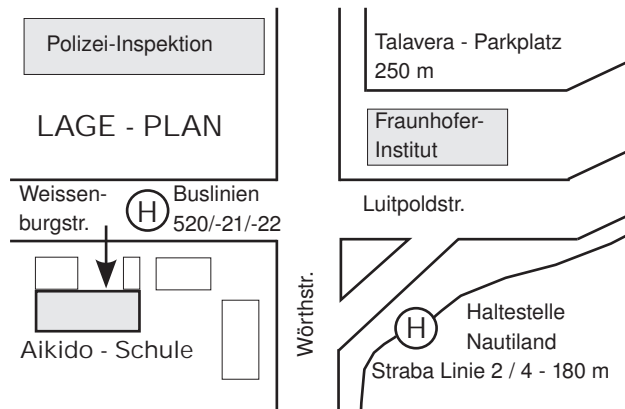 Polizei-Inspektion
Talavera - Parkplatz
250 m
LAGE - PLAN
Fraunhofer-
Institut
Weissen-
burgstr.
H
Buslinien
520/-21/-22
Luitpoldstr.
Wörthstr.
Aikido - Schule
H
Haltestelle
Nautiland
Straba Linie 2 / 4 - 180 m